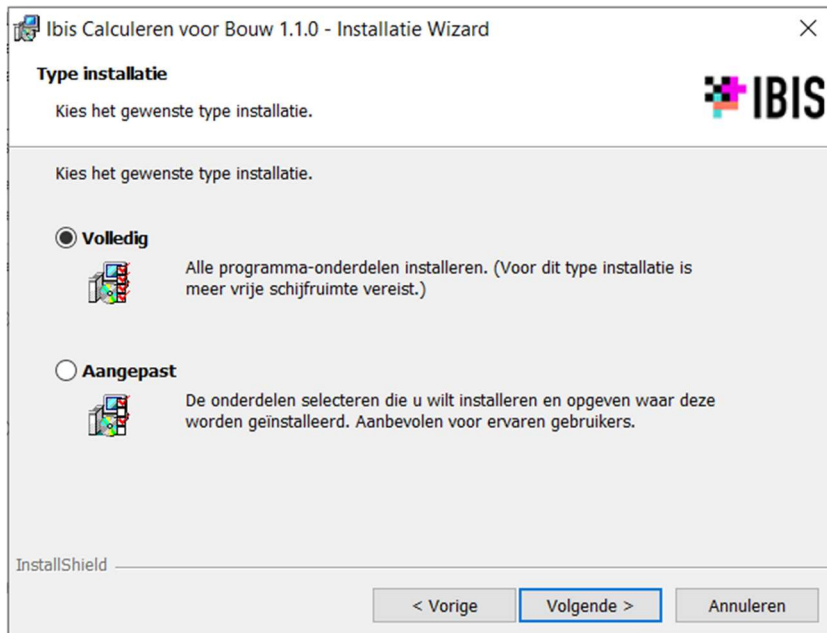 Ibis Calculeren voor Bouw 1.1.0 - Installatie Wizard
Type installatie
Kies het gewenste type installatie.
IBIS
Kies het gewenste type installatie.
Volledig
Alle programma-onderdelen installeren. (Voor dit type installatie is
meer vrije schijfruimte vereist.)
Aangepast
De onderdelen selecteren die u wilt installeren en opgeven waar deze
worden geïnstalleerd. Aanbevolen voor ervaren gebruikers.
InstallShield
< Vorige
Volgende >
Annuleren